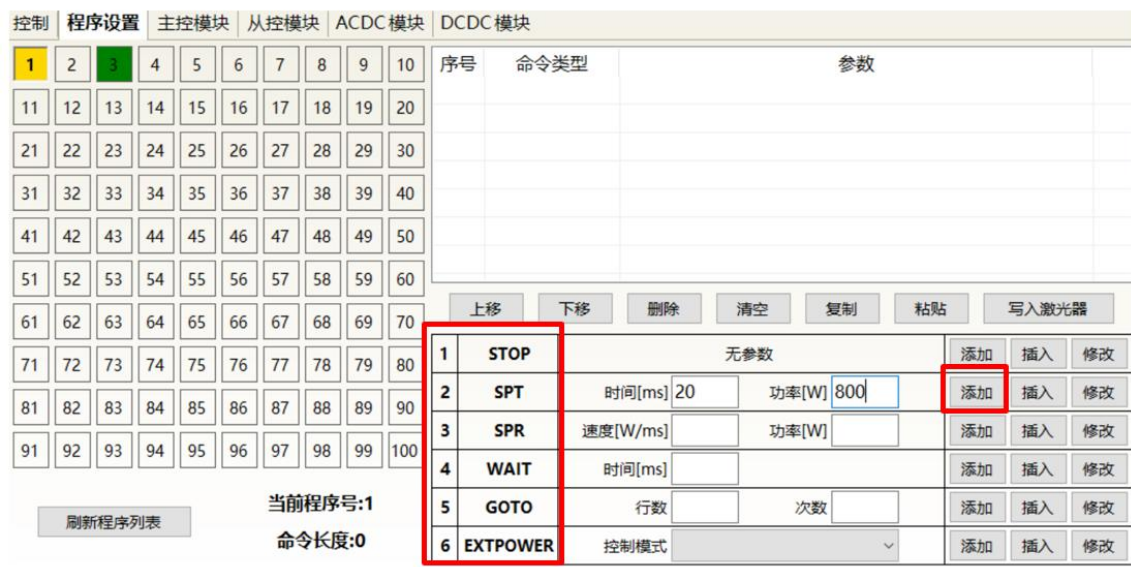 控制 程序设置 主控模块 从控模块 ACDC模块 DCDC模块
1 2 3 4 5 6 7 8 9 10
11 12 13 14 15 16 17 18 19 20
21 22 23 24 25 26 27 28 29 30
31 32 33 34 35 36 37 38 39 40
41 42 43 44 45 46 47 48 49 50
51 52 53 54 55 56 57 58 59 60
61 62 63 64 65 66 67 68 69 70
71 72 73 74 75 76 77 78 79 80
81 82 83 84 85 86 87 88 89 90
91 92 93 94 95 96 97 98 99 100
刷新程序列表
当前程序号:1
命令长度:0
序号 命令类型 参数
上移 下移 删除 清空 复制 粘贴 写入激光器
1 STOP 无参数 添加 插入 修改
2 SPT 时间[ms] 20 功率[W] 800 添加 插入 修改
3 SPR 速度[W/ms] 功率[W] 添加 插入 修改
4 WAIT 时间[ms] 添加 插入 修改
5 GOTO 行数 次数 添加 插入 修改
6 EXTPOWER 控制模式 添加 插入 修改